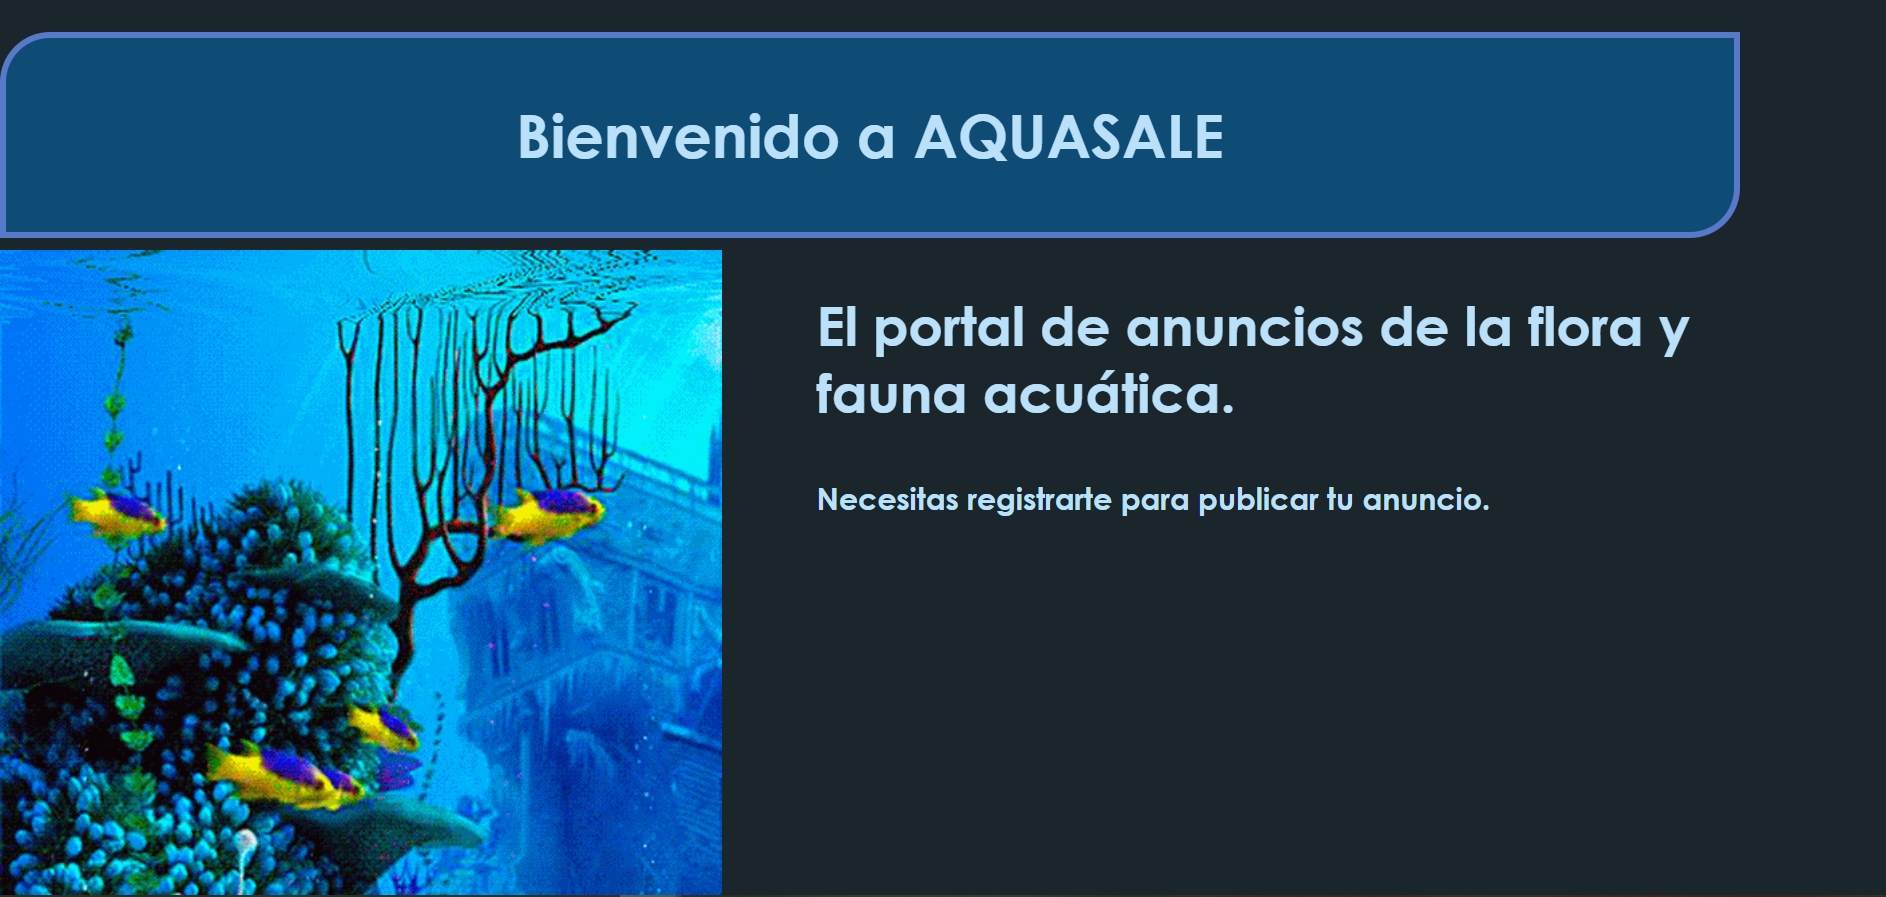 Bienvenido a AQUASALE
El portal de anuncios de la flora y
fauna acuática.
Necesitas registrarte para publicar tu anuncio.